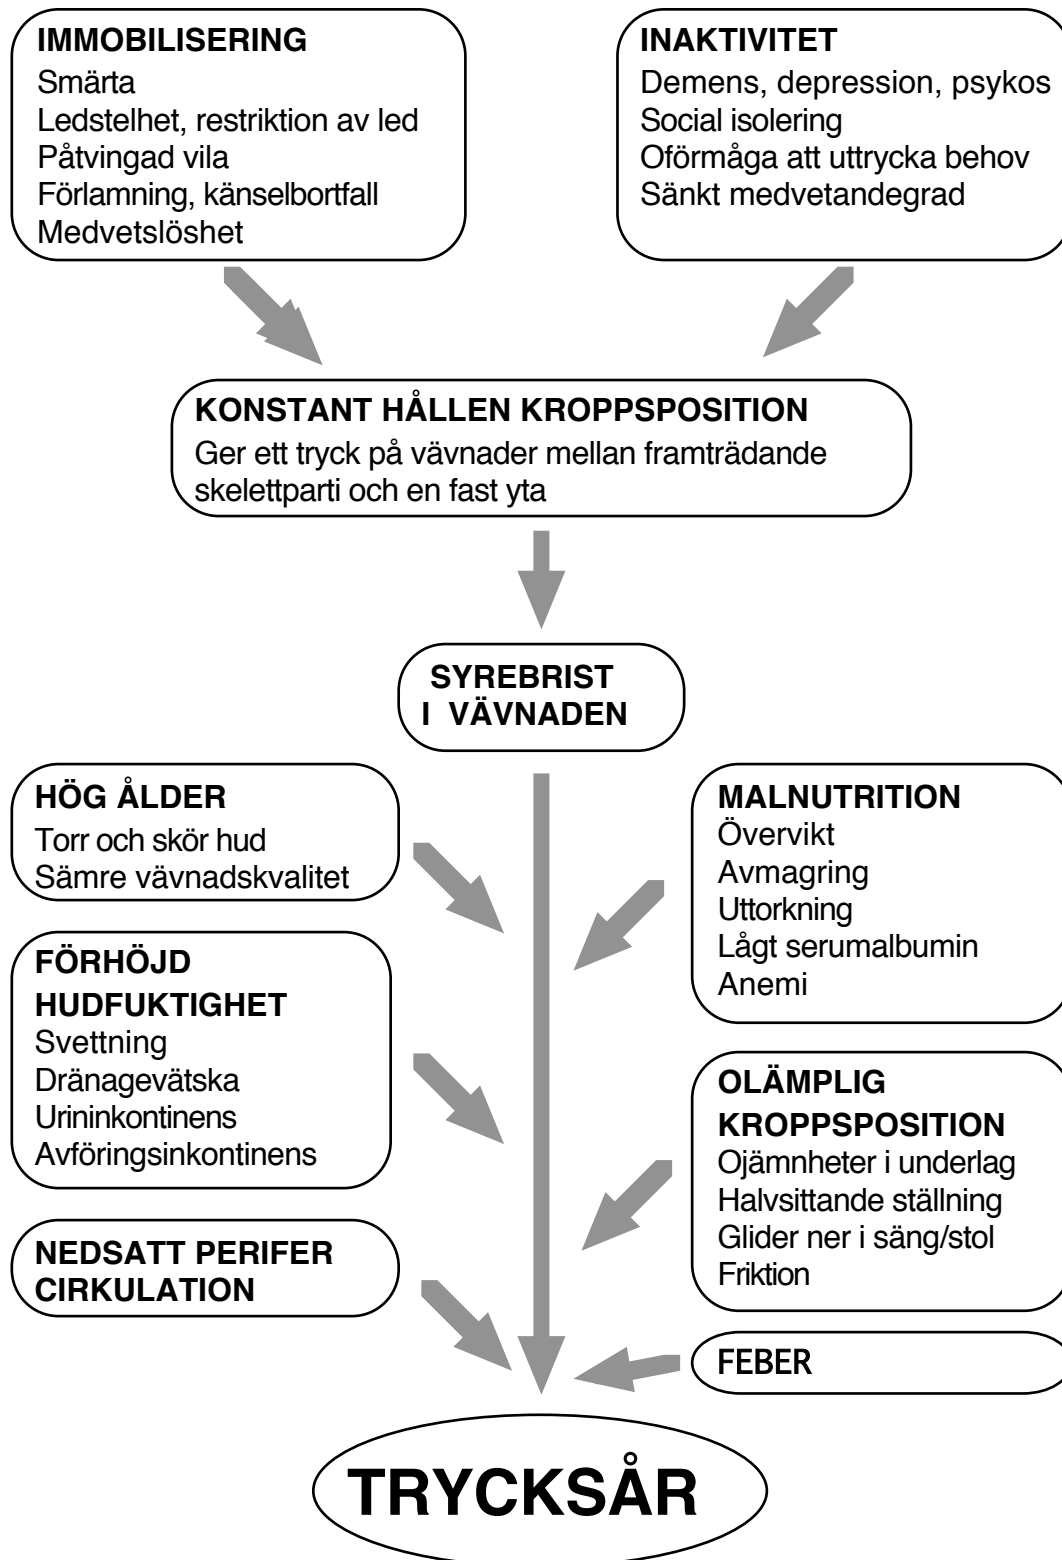 IMMOBILISERING
Smärta
Ledstelhet, restriktion av led
Påtvingad vila
Förlamning, känselbortfall
Medvetslöshet
INAKTIVITET
Demens, depression, psykos
Social isolering
Oförmåga att uttrycka behov
Sänkt medvetandegrad
KONSTANT HÅLLEN KROPPSPOSITION
Ger ett tryck på vävnader mellan framträdande
skelettparti och en fast yta
SYREBRIST
I VÄVNADEN
HÖG ÅLDER
Torr och skör hud
Sämre vävnadskvalitet
MALNUTRITION
Övervikt
Avmagring
Uttorkning
Lågt serumalbumin
Anemi
FÖRHÖJD
HUDFUKTIGHET
Svettning
Dränagevätska
Urininkontinens
Avföringsinkontinens
OLÄMPLIG
KROPPSPOSITION
Ojämnheter i underlag
Halvsittande ställning
Glider ner i säng/stol
Friktion
NEDSATT PERIFER
CIRKULATION
FEBER
TRYCKSÅR